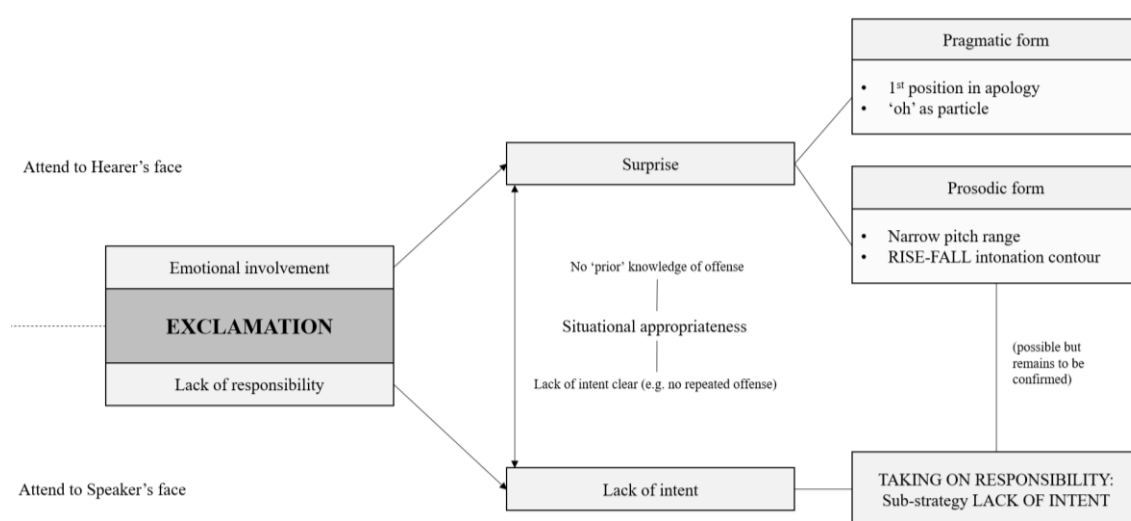 Pragmatic form
• 1st position in apology
• ‘oh’ as particle
Attend to Hearer’s face
Surprise
Prosodic form
• Narrow pitch range
• RISE-FALL intonation contour
Emotional involvement
No ‘prior’ knowledge of offense
EXCLAMATION
Situational appropriateness
(possible but
remains to be
confirmed)
Lack of responsibility
Lack of intent clear (e.g. no repeated offense)
Attend to Speaker’s face
Lack of intent
TAKING ON RESPONSIBILITY:
Sub-strategy LACK OF INTENT